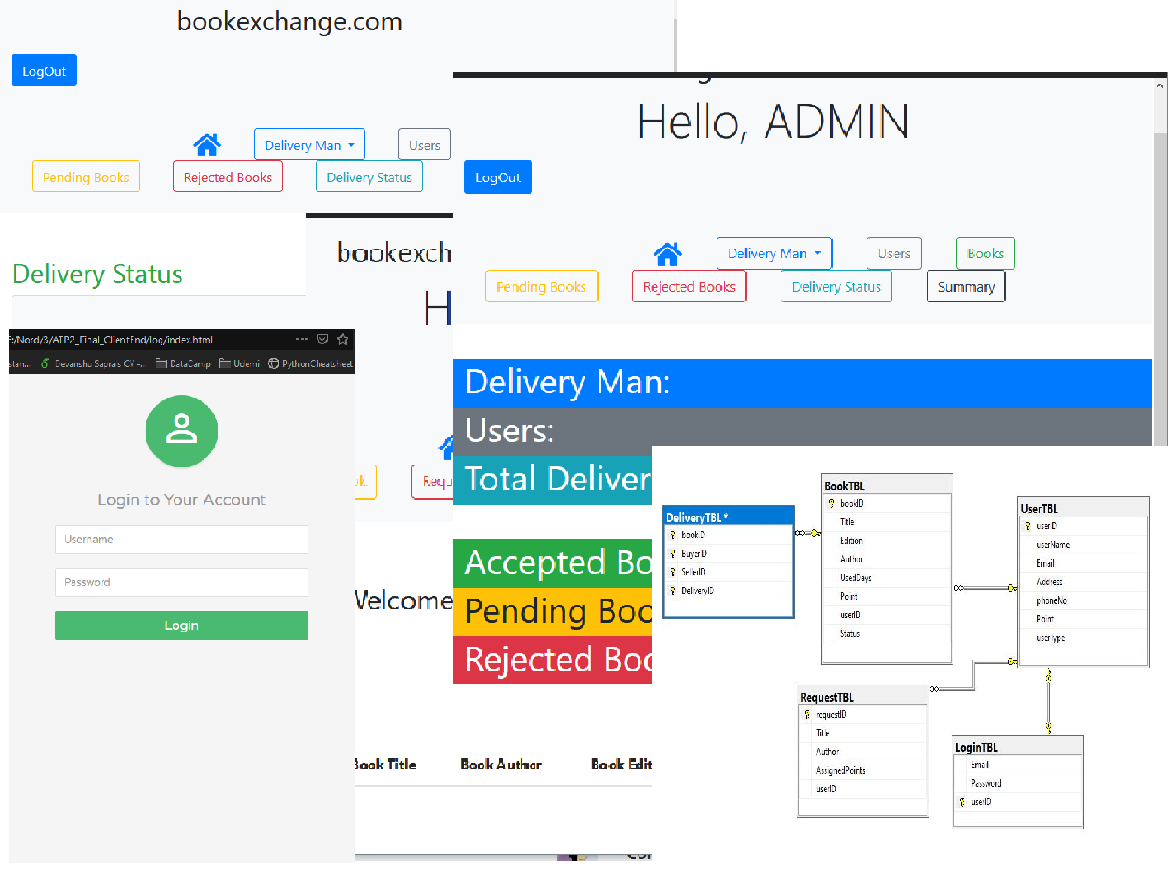 bookexchange.com
LogOut
Delivery Man
Users
Pending Books
Rejected Books
Delivery Status
Delivery Status
bookexch
H
Requ
Welcome
Book Title
Book Author
Book Edit
/Nord/3/ATP2_Final_ClientEnd/log/index.html
Devanshu Sapra's CV -...
DataCamp
Udemi
PythonCheatsheet
Login to Your Account
Username
Password
Login
Hello, ADMIN
LogOut
Delivery Man
Users
Books
Pending Books
Rejected Books
Delivery Status
Summary
Delivery Man:
Users:
Total Deliver
Accepted Bo
Pending Boo
Rejected Boo
DeliveryTBL *
bookID
BuyerID
SellerID
DeliveryID
BookTBL
bookID
Title
Edition
Author
UsedDays
Point
userID
Status
UserTBL
userID
userName
Email
Address
phoneNo
Point
userType
RequestTBL
requestID
Title
Author
AssignedPoints
userID
LoginTBL
Email
Password
userID